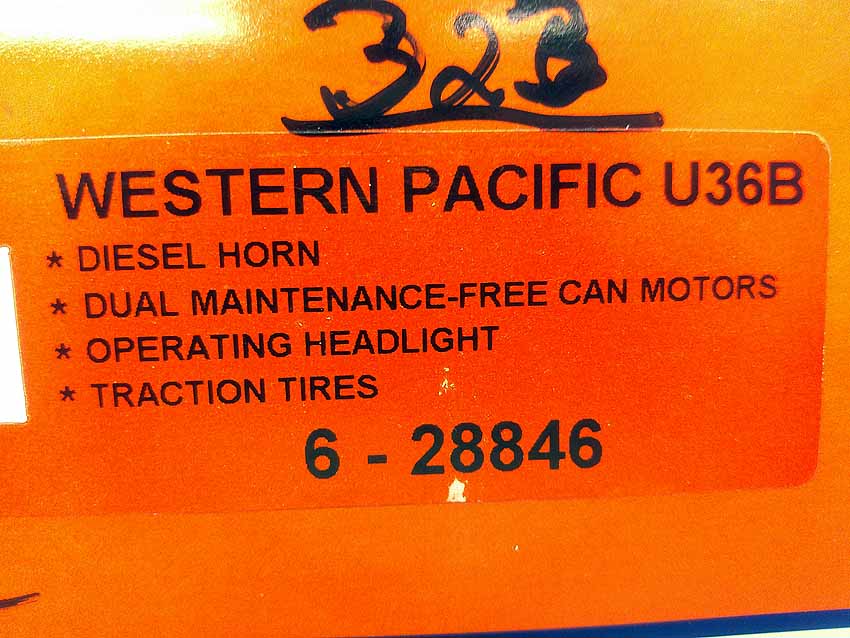 323
WESTERN PACIFIC U36B
* DIESEL HORN
* DUAL MAINTENANCE-FREE CAN MOTORS
* OPERATING HEADLIGHT
* TRACTION TIRES
6 - 28846